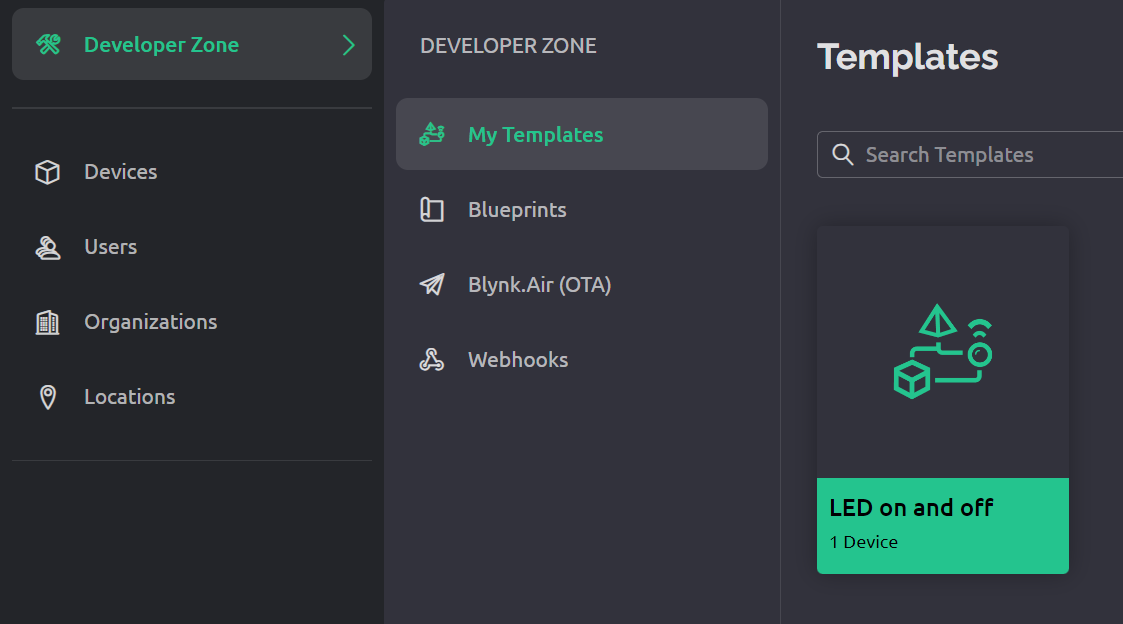 Developer Zone
Devices
Users
Organizations
Locations
DEVELOPER ZONE
My Templates
Blueprints
Blynk.Air (OTA)
Webhooks
Templates
Search Templates
LED on and off
1 Device